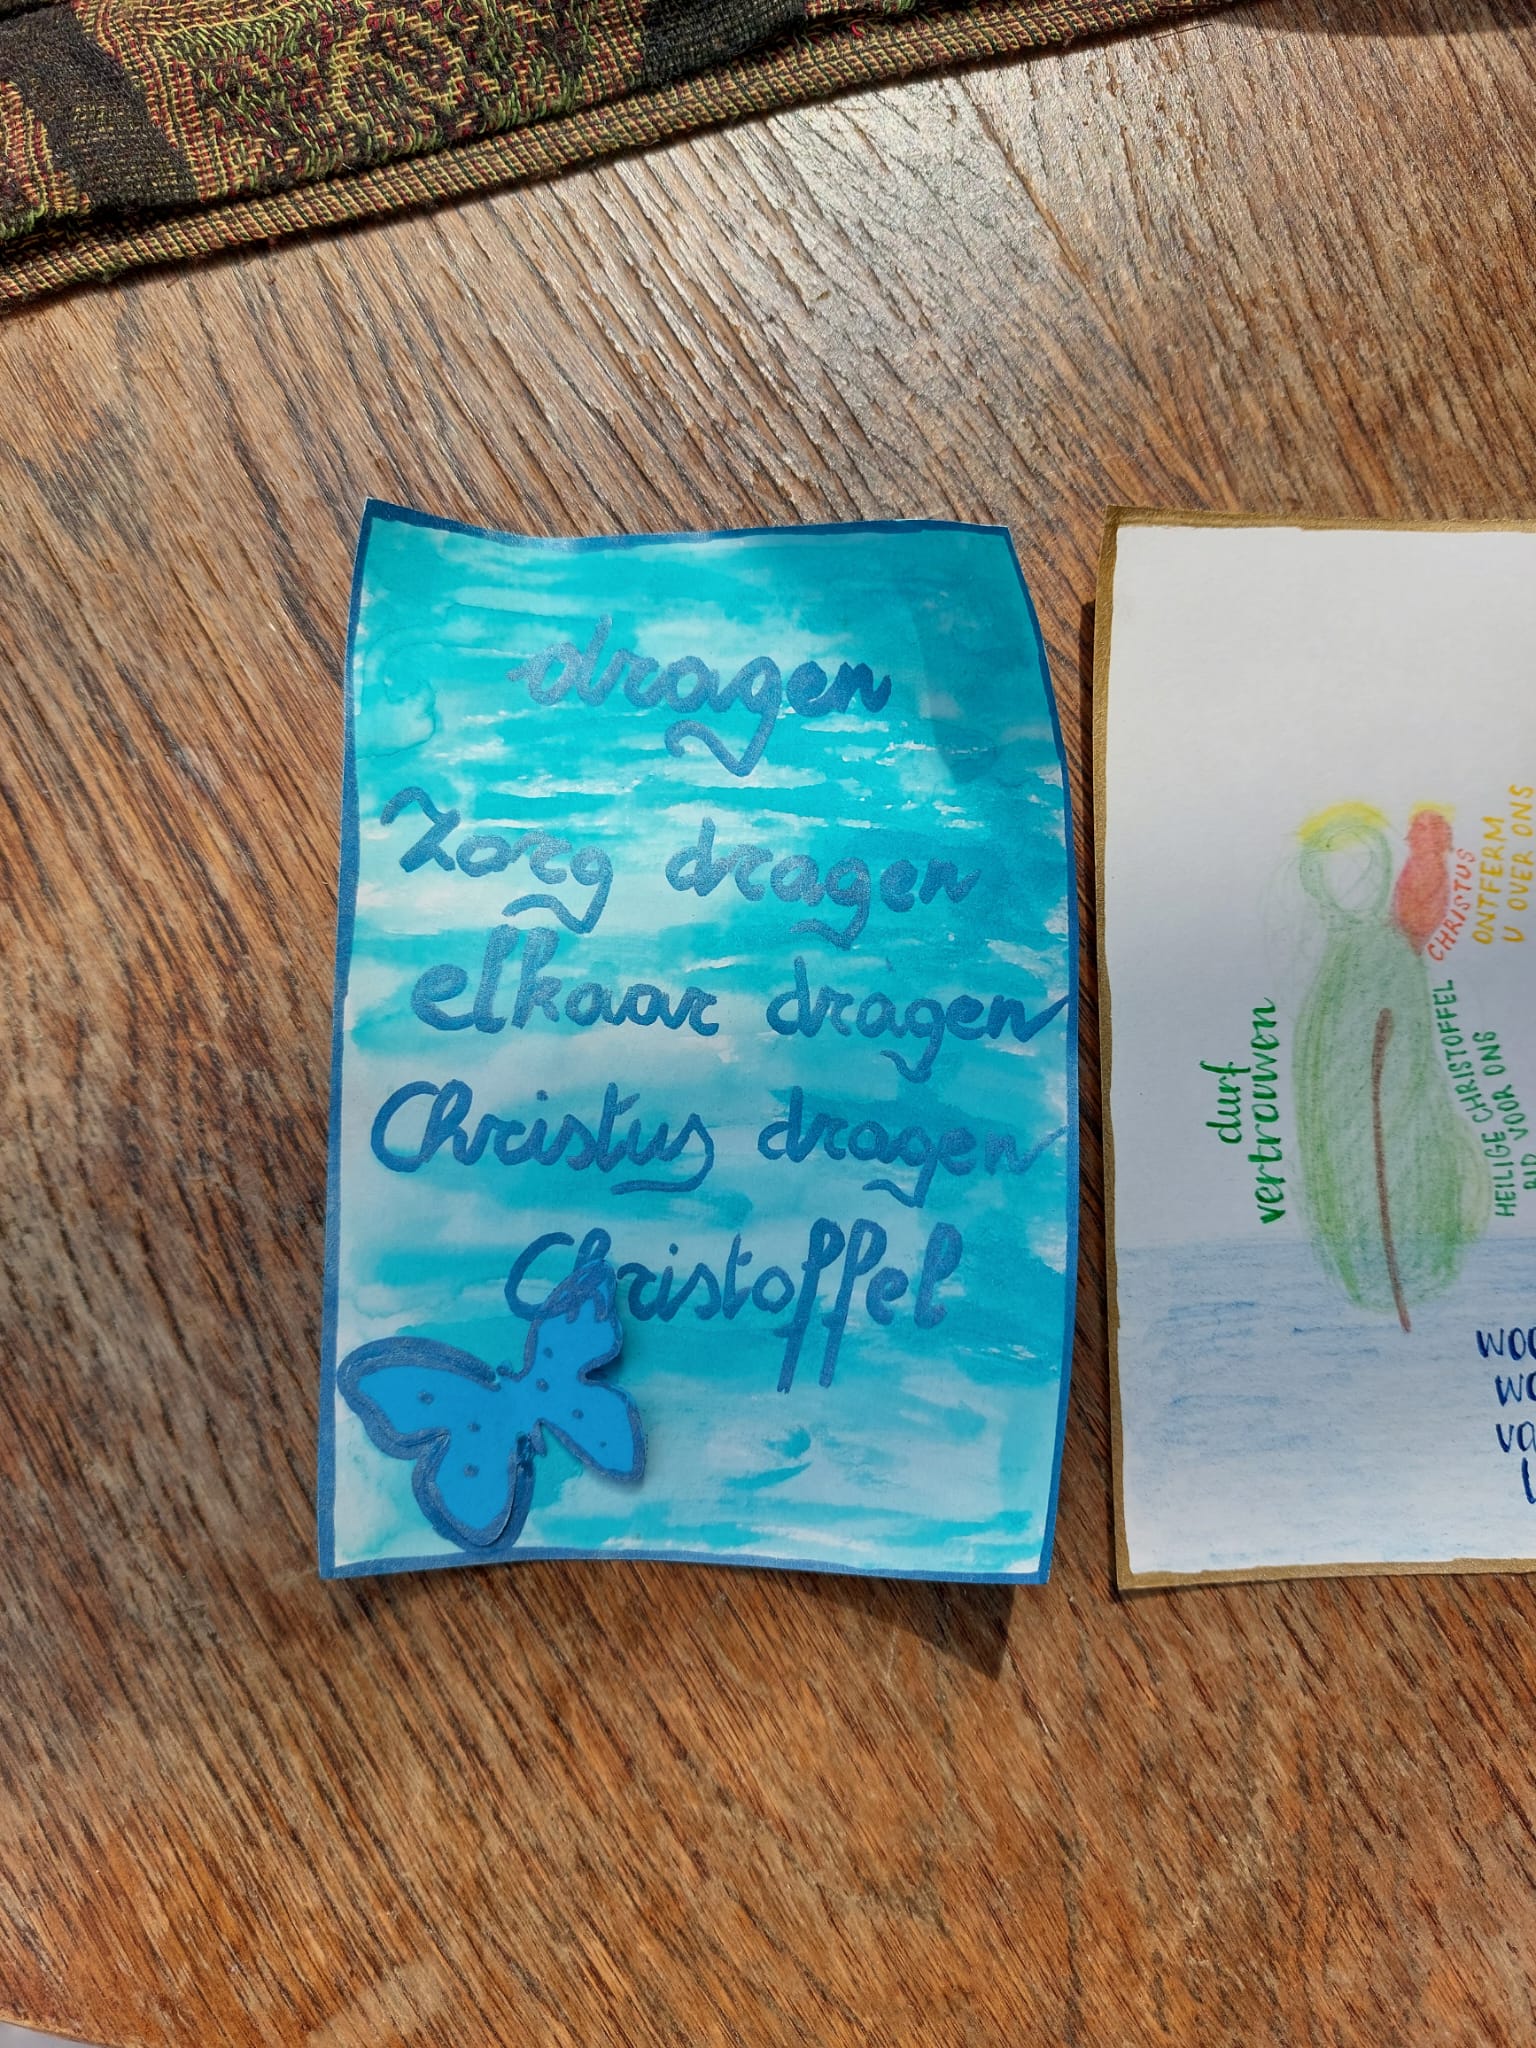 dragen
Zorg dragen
elkaar dragen
Christus dragen
Christoffel
durf
vertrouwen
CHRISTUS
ONTFERM
U OVER ONS
HEILIGE CHRISTOFFEL
BID VOOR ONS